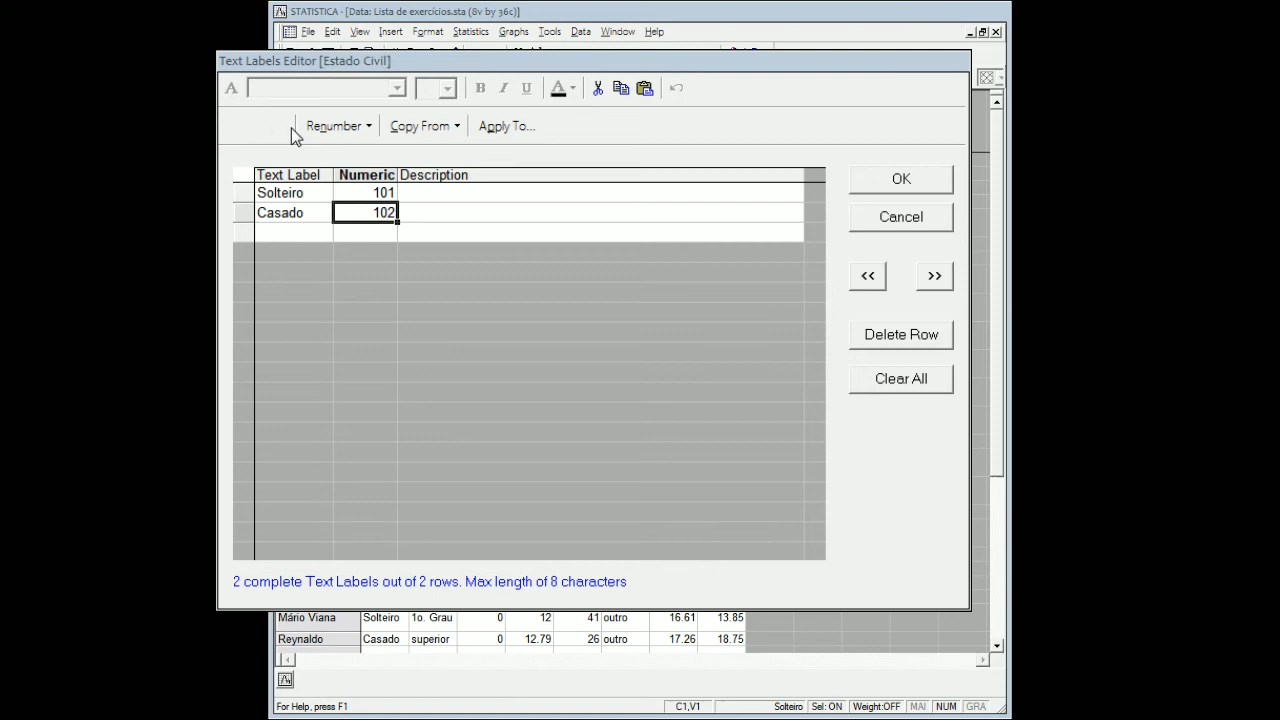 STATISTICA - [Data: Lista de exercícios.sta (8v by 36c)]
File Edit View Insert Format Statistics Graphs Tools Data Window Help
Text Labels Editor [Estado Civil]
A B I U A
Renumber Copy From Apply To...
Text Label Numeric Description
Solteiro 101
Casado 102
OK
Cancel
<< >>
Delete Row
Clear All
2 complete Text Labels out of 2 rows. Max length of 8 characters
Mário Viana Solteiro 1o. Grau 0 12 41 outro 16.61 13.85
Reynaldo Casado superior 0 12.79 26 outro 17.26 18.75
For Help, press F1 C1,V1 Solteiro Sel: ON Weight:OFF MAI NUM GRA